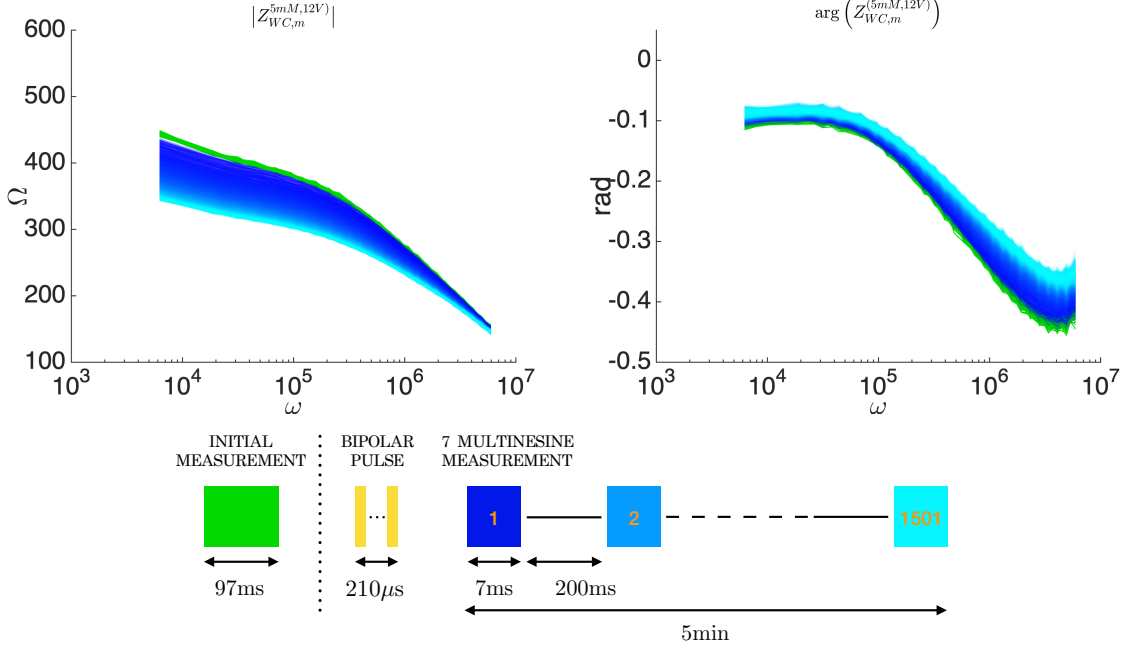 |Z_{WC,m}^{5mM,12V)}|
600
500
400
300
200
100
Ω
10^3
10^4
10^5
10^6
10^7
ω
arg (Z_{WC,m}^{(5mM,12V)})
0
-0.1
-0.2
-0.3
-0.4
-0.5
rad
10^3
10^4
10^5
10^6
10^7
ω
INITIAL
MEASUREMENT
BIPOLAR
PULSE
7 MULTINESINE
MEASUREMENT
...
1
2
1501
97ms
210μs
7ms
200ms
5min